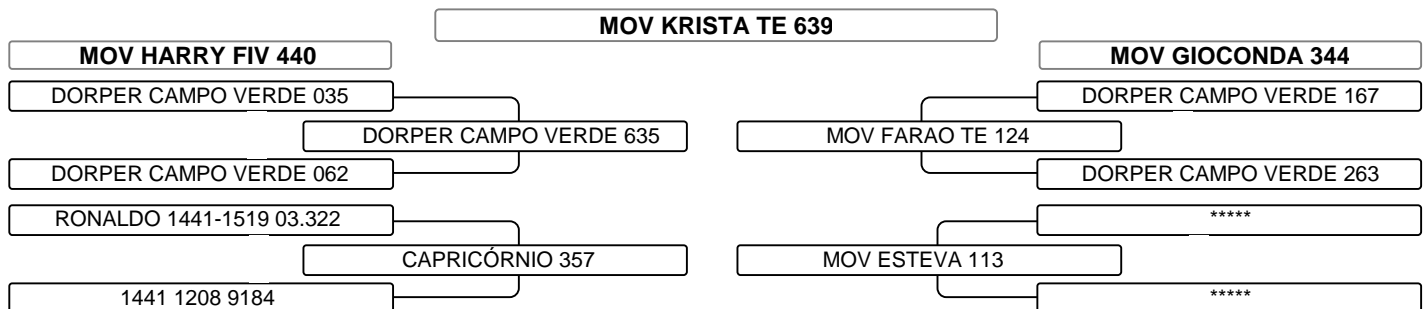 MOV KRISTA TE 639
MOV HARRY FIV 440
MOV GIOCONDA 344
DORPER CAMPO VERDE 035
DORPER CAMPO VERDE 167
DORPER CAMPO VERDE 635
MOV FARAO TE 124
DORPER CAMPO VERDE 062
DORPER CAMPO VERDE 263
RONALDO 1441-1519 03.322
*****
CAPRICÓRNIO 357
MOV ESTEVA 113
1441 1208 9184
*****